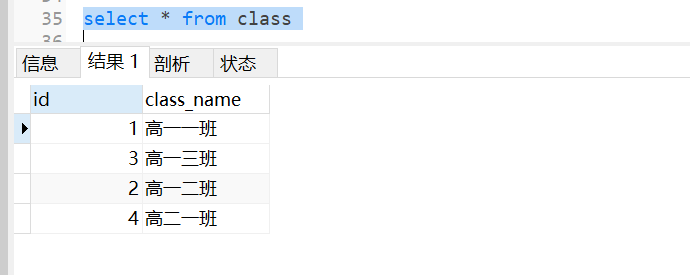 35 select * from class
36
信息 结果 1 剖析 状态
id class_name
1 高一一班
3 高一三班
2 高一二班
4 高二一班